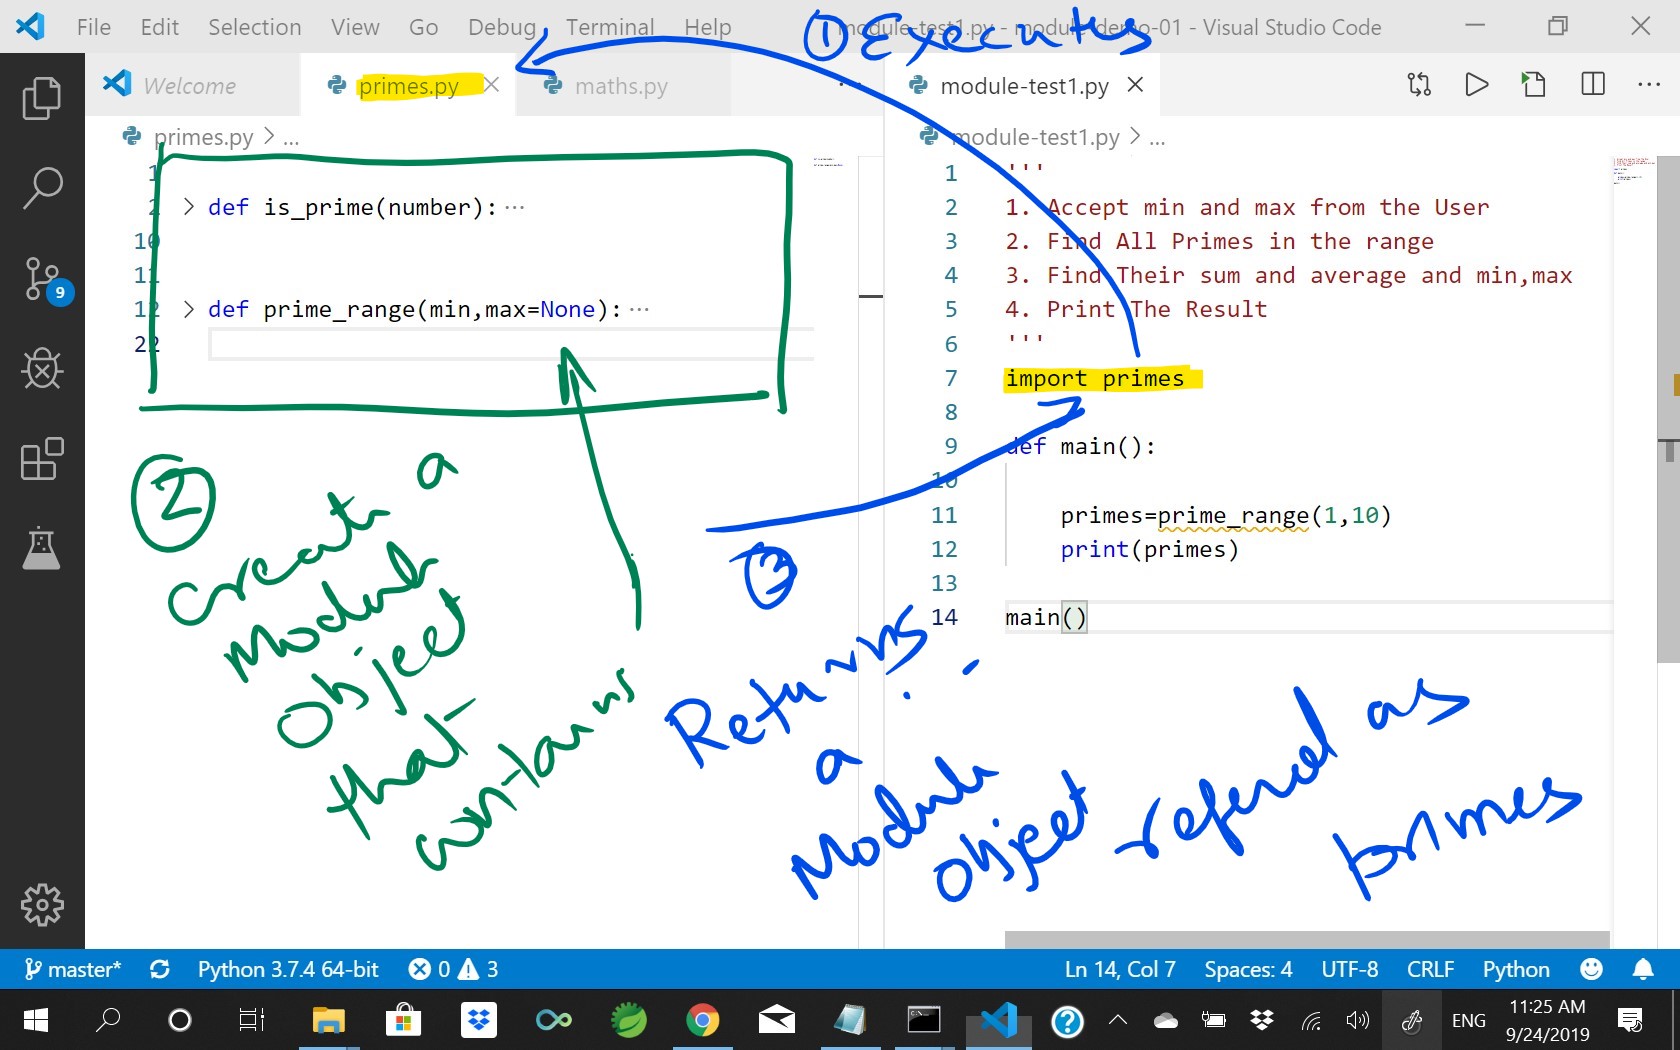 File Edit Selection View Go Debug Terminal Help module-test1.py - module-demo-01 - Visual Studio Code
① Executes
Welcome primes.py maths.py
module-test1.py
primes.py > ...
module-test1.py > ...
1
2 def is_prime(number): ...
10
11
12 def prime_range(min,max=None): ...
22
1 '''
2 1. Accept min and max from the User
3 2. Find All Primes in the range
4 3. Find Their sum and average and min,max
5 4. Print The Result
6 '''
7 import primes
8
9 def main():
10
11 primes=prime_range(1,10)
12 print(primes)
13
14 main()
9
②
Create a
Module
Object
that
contains
③
Returns
a
Module
Object refered as
primes
master* Python 3.7.4 64-bit 0 3 Ln 14, Col 7 Spaces: 4 UTF-8 CRLF Python
ENG 11:25 AM
9/24/2019